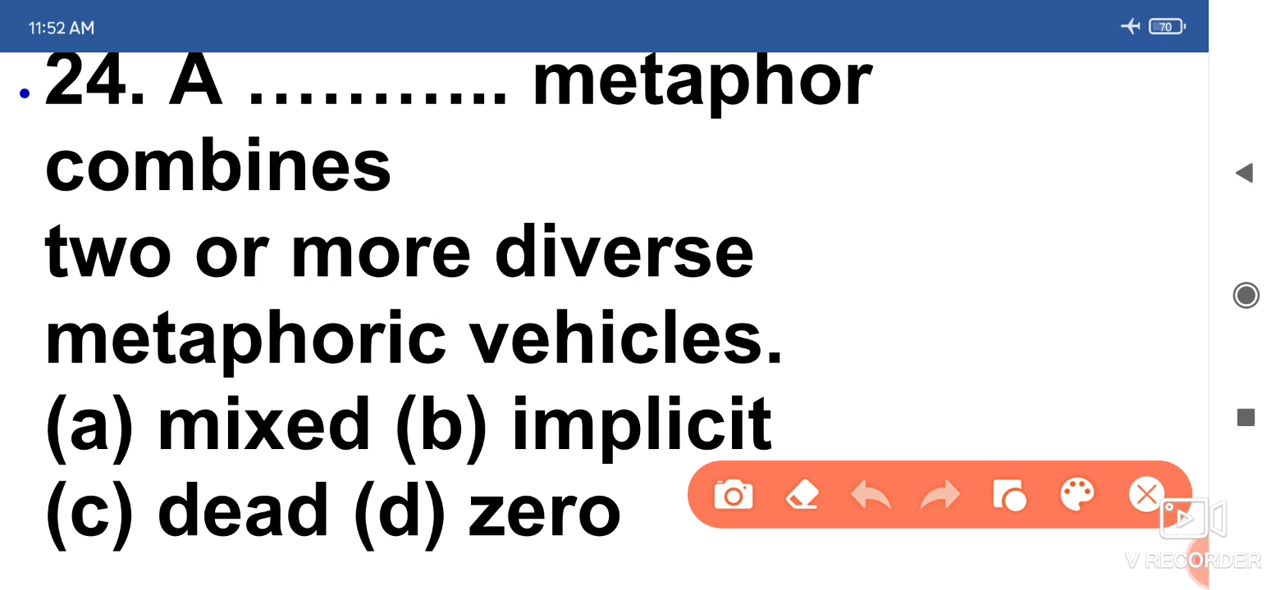 11:52 AM
70
• 24. A ……….. metaphor
combines
two or more diverse
metaphoric vehicles.
(a) mixed (b) implicit
(c) dead (d) zero
V RECORDER